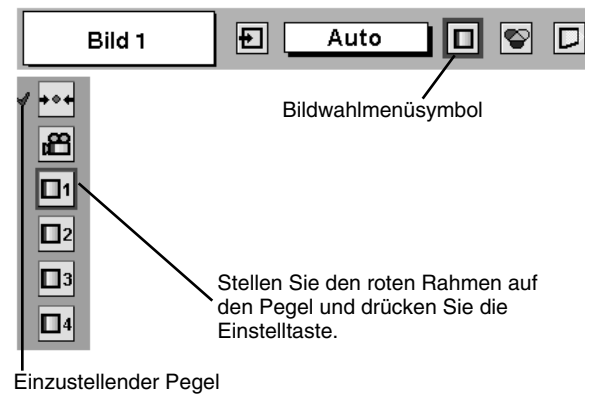 Bild 1
Auto
Bildwahlmenüsymbol
1
2
3
4
Stellen Sie den roten Rahmen auf
den Pegel und drücken Sie die
Einstelltaste.
Einzustellender Pegel